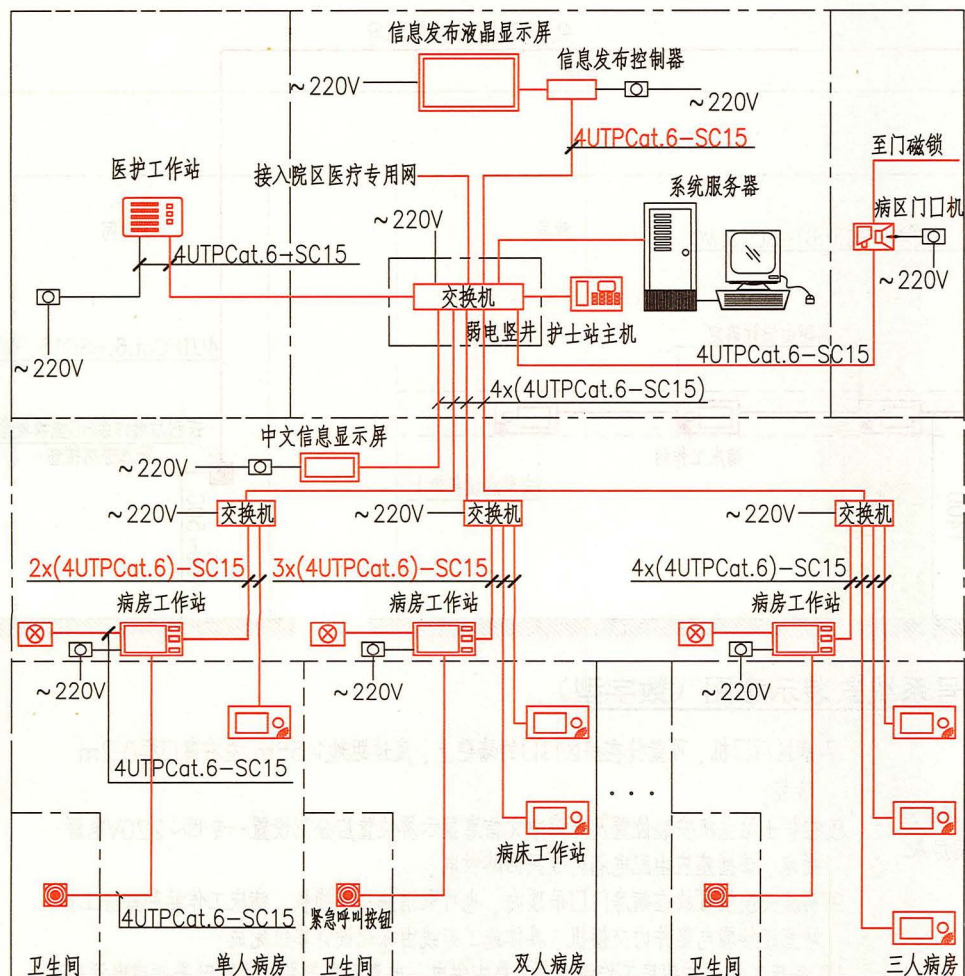 信息发布液晶显示屏
信息发布控制器
~220V
~220V
4UTPCat.6-SC15
至门磁锁
医护工作站
接入院区医疗专用网
系统服务器
~220V
病区门口机
4UTPCat.6-SC15
~220V
交换机
弱电竖井
护士站主机
~220V
4UTPCat.6-SC15
4x(4UTPCat.6-SC15)
中文信息显示屏
~220V
~220V
交换机
~220V
交换机
~220V
交换机
2x(4UTPCat.6)-SC15
3x(4UTPCat.6)-SC15
4x(4UTPCat.6)-SC15
病房工作站
病房工作站
病房工作站
~220V
~220V
~220V
4UTPCat.6-SC15
...
病床工作站
4UTPCat.6-SC15
紧急呼叫按钮
卫生间
单人病房
卫生间
双人病房
卫生间
三人病房